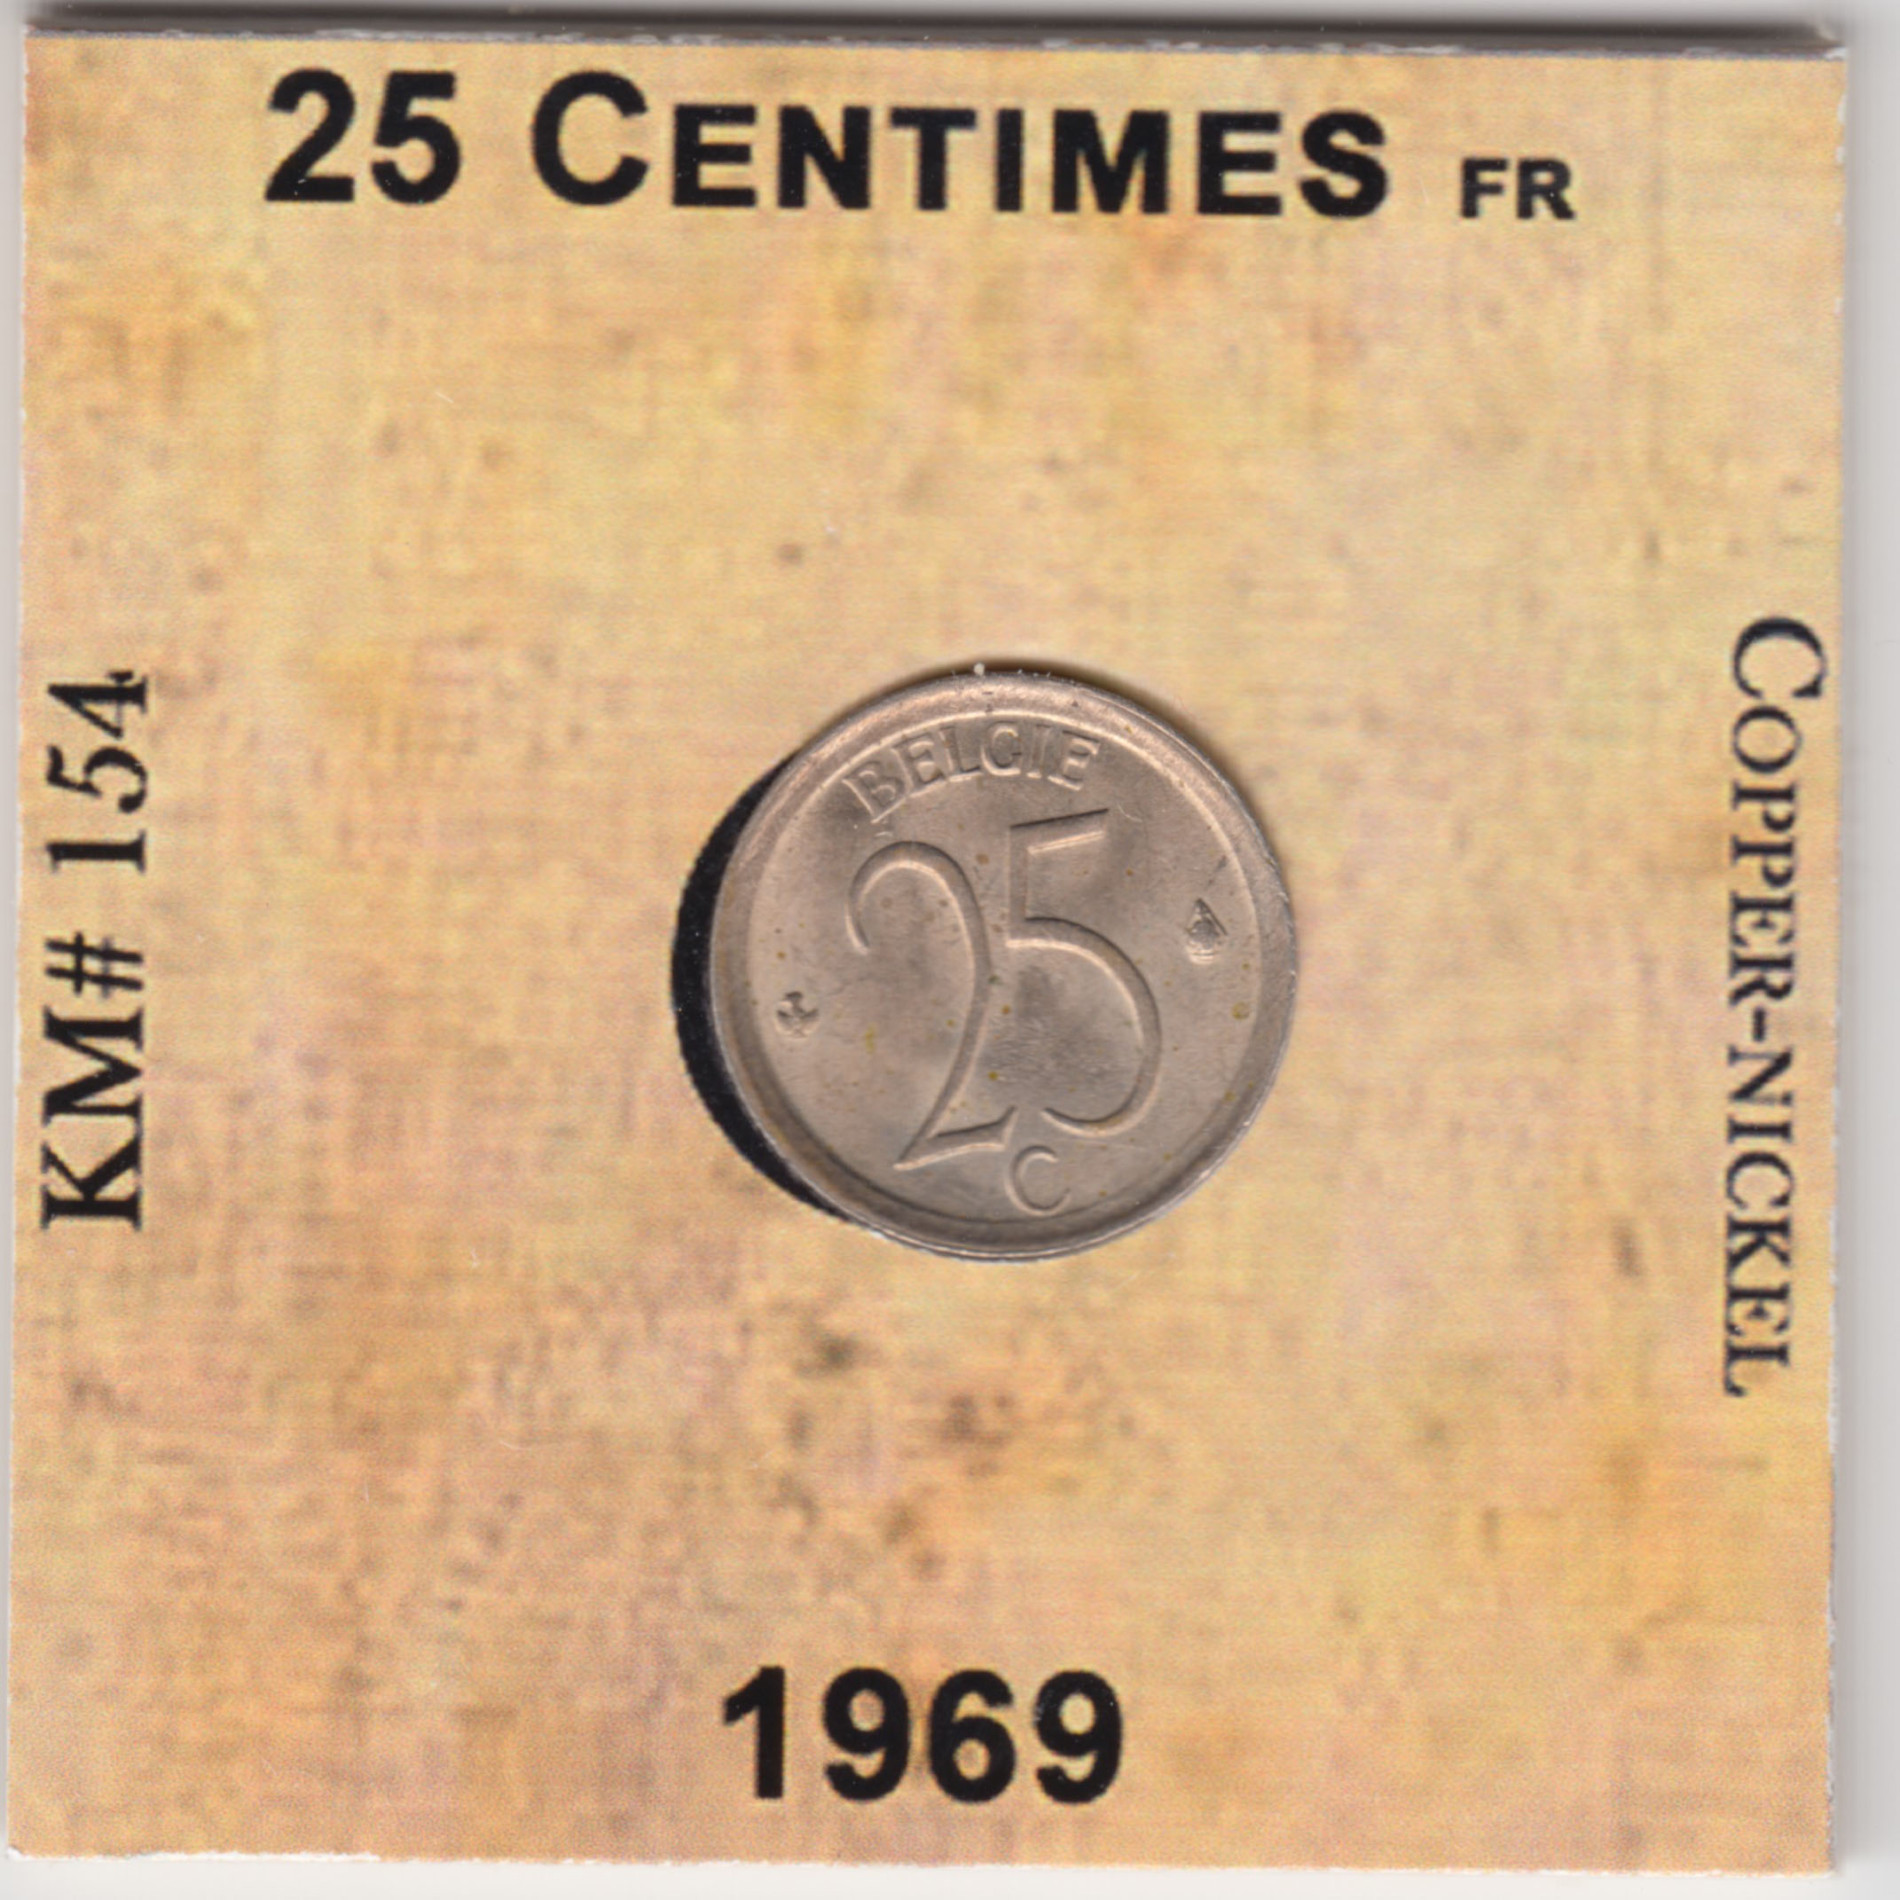 25 CENTIMES FR
KM# 154
BELGIE
25
C
COPPER-NICKEL
1969